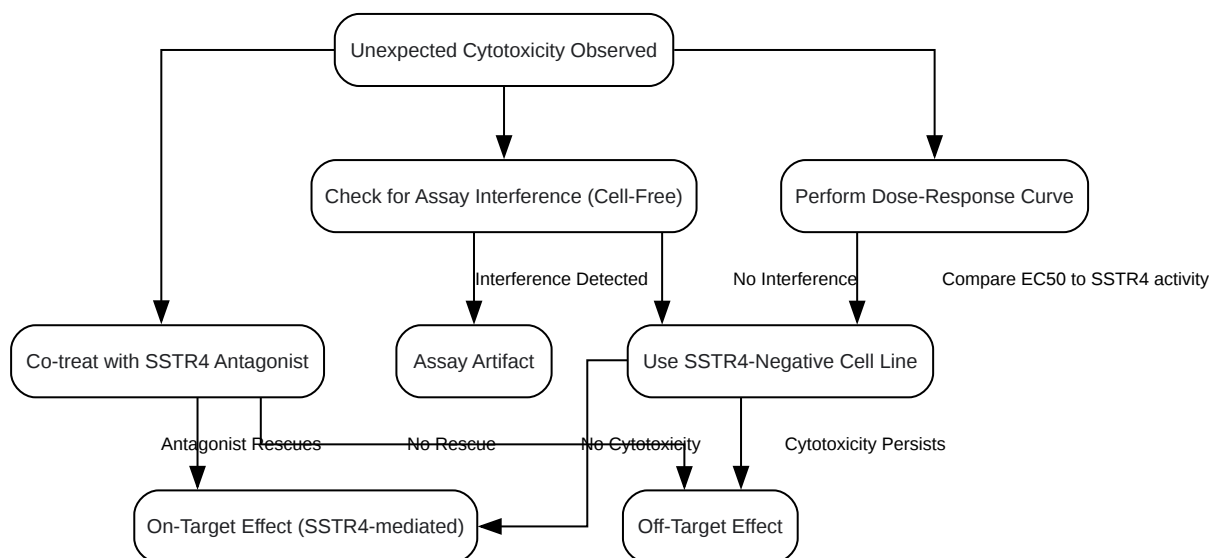 Unexpected Cytotoxicity Observed
Check for Assay Interference (Cell-Free)
Perform Dose-Response Curve
Interference Detected
No Interference
Compare EC50 to SSTR4 activity
Co-treat with SSTR4 Antagonist
Assay Artifact
Use SSTR4-Negative Cell Line
Antagonist Rescues
No Rescue
No Cytotoxicity
Cytotoxicity Persists
On-Target Effect (SSTR4-mediated)
Off-Target Effect